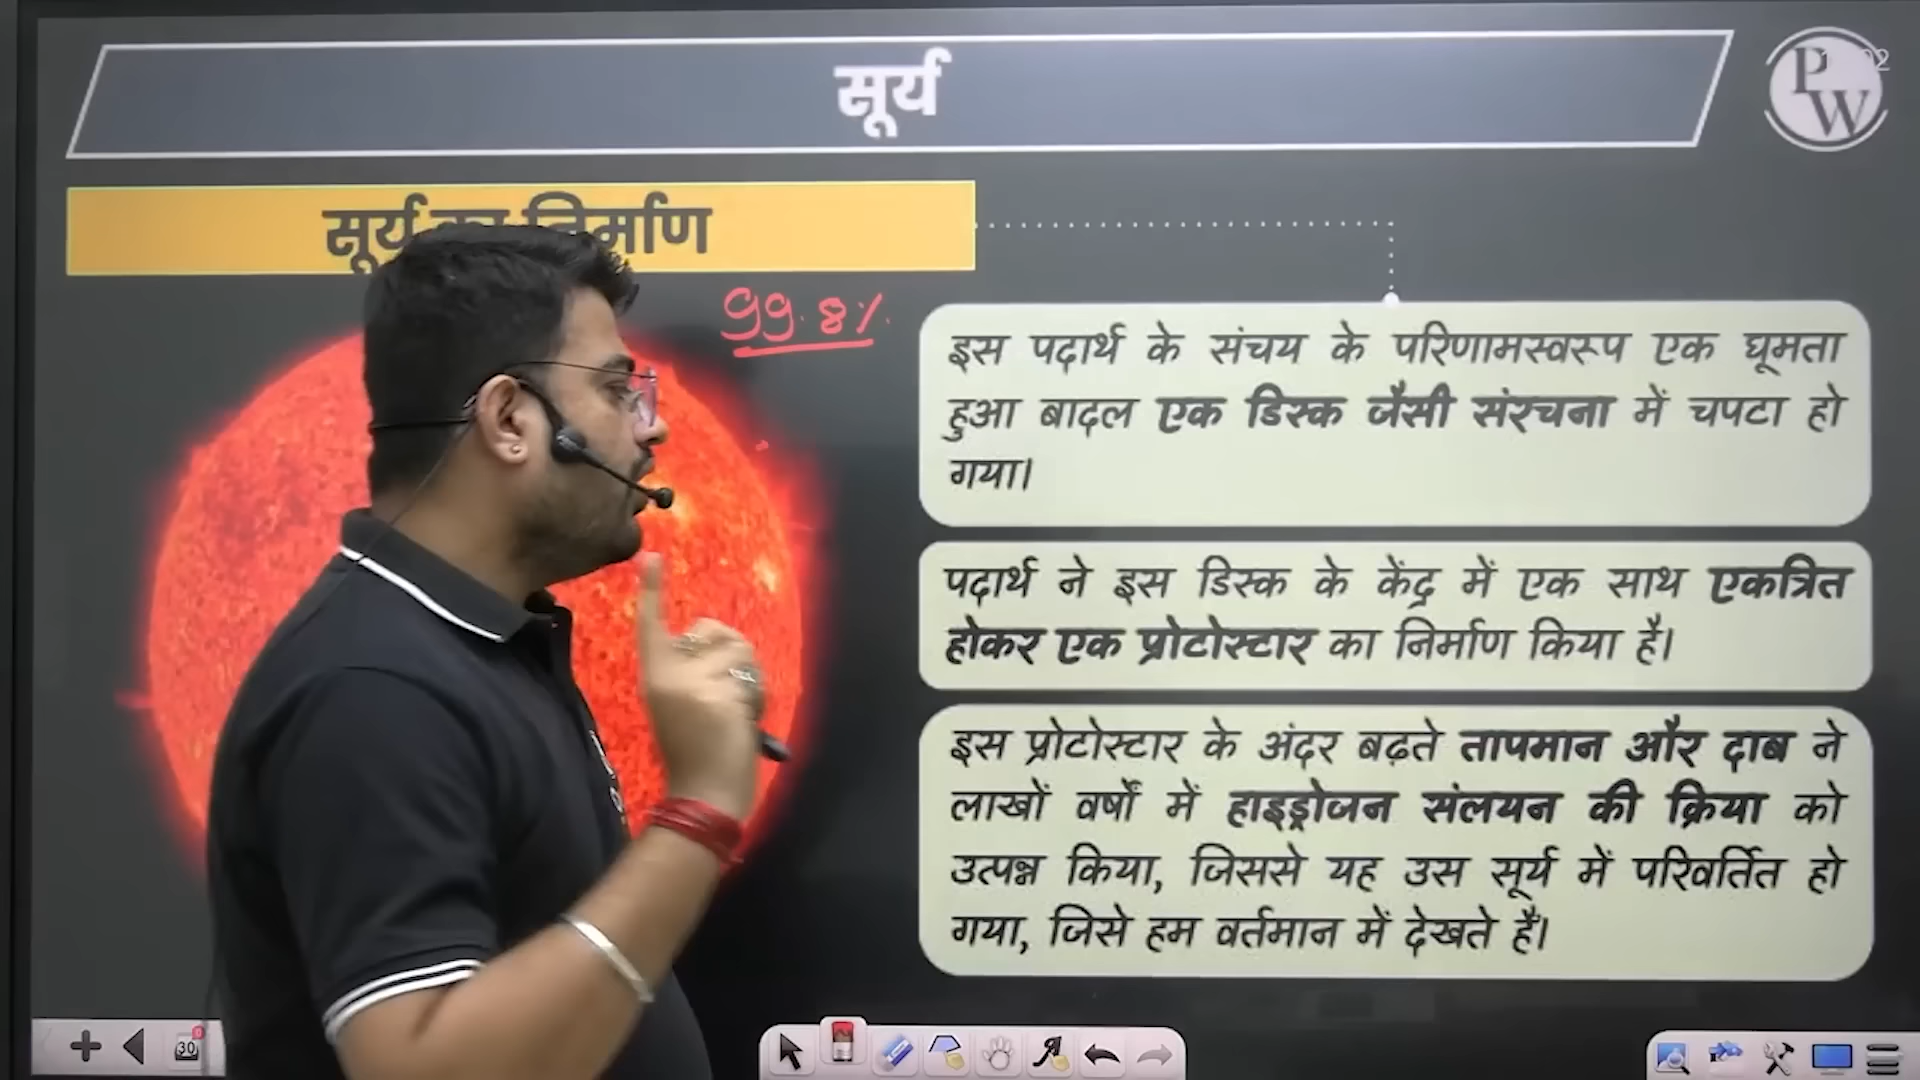 सूर्य
PW
सूर्य का निर्माण
99.8%
इस पदार्थ के संचय के परिणामस्वरूप एक घूमता
हुआ बादल एक डिस्क जैसी संरचना में चपटा हो
गया।
पदार्थ ने इस डिस्क के केंद्र में एक साथ एकत्रित
होकर एक प्रोटोस्टार का निर्माण किया है।
इस प्रोटोस्टार के अंदर बढ़ते तापमान और दाब ने
लाखों वर्षों में हाइड्रोजन संलयन की क्रिया को
उत्पन्न किया, जिससे यह उस सूर्य में परिवर्तित हो
गया, जिसे हम वर्तमान में देखते हैं।
30